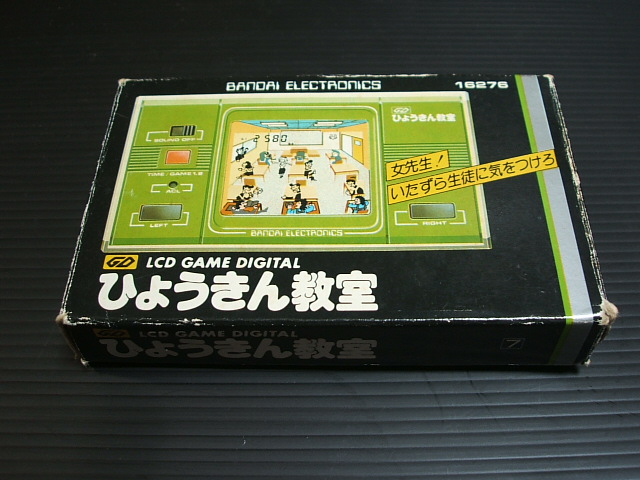 BANDAI ELECTRONICS
16276
GD
ひょうきん教室
SOUND OFF
2580
TIME·GAME 1.2
ACL
LEFT
RIGHT
BANDAI ELECTRONICS
女先生!
いたずら生徒に気をつけろ
GD LCD GAME DIGITAL
ひょうきん教室
GD LCD GAME DIGITAL
ひょうきん教室
7